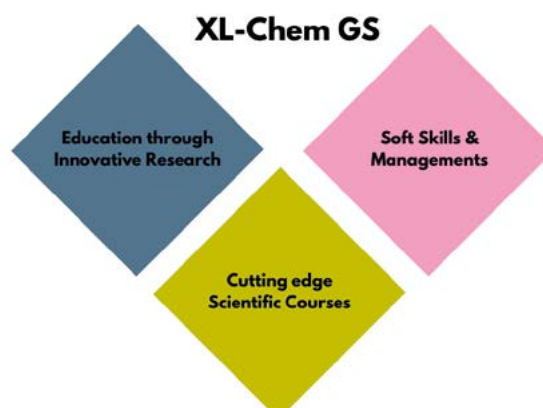 XL-Chem GS
Education through
Innovative Research
Soft Skills &
Managements
Cutting edge
Scientific Courses